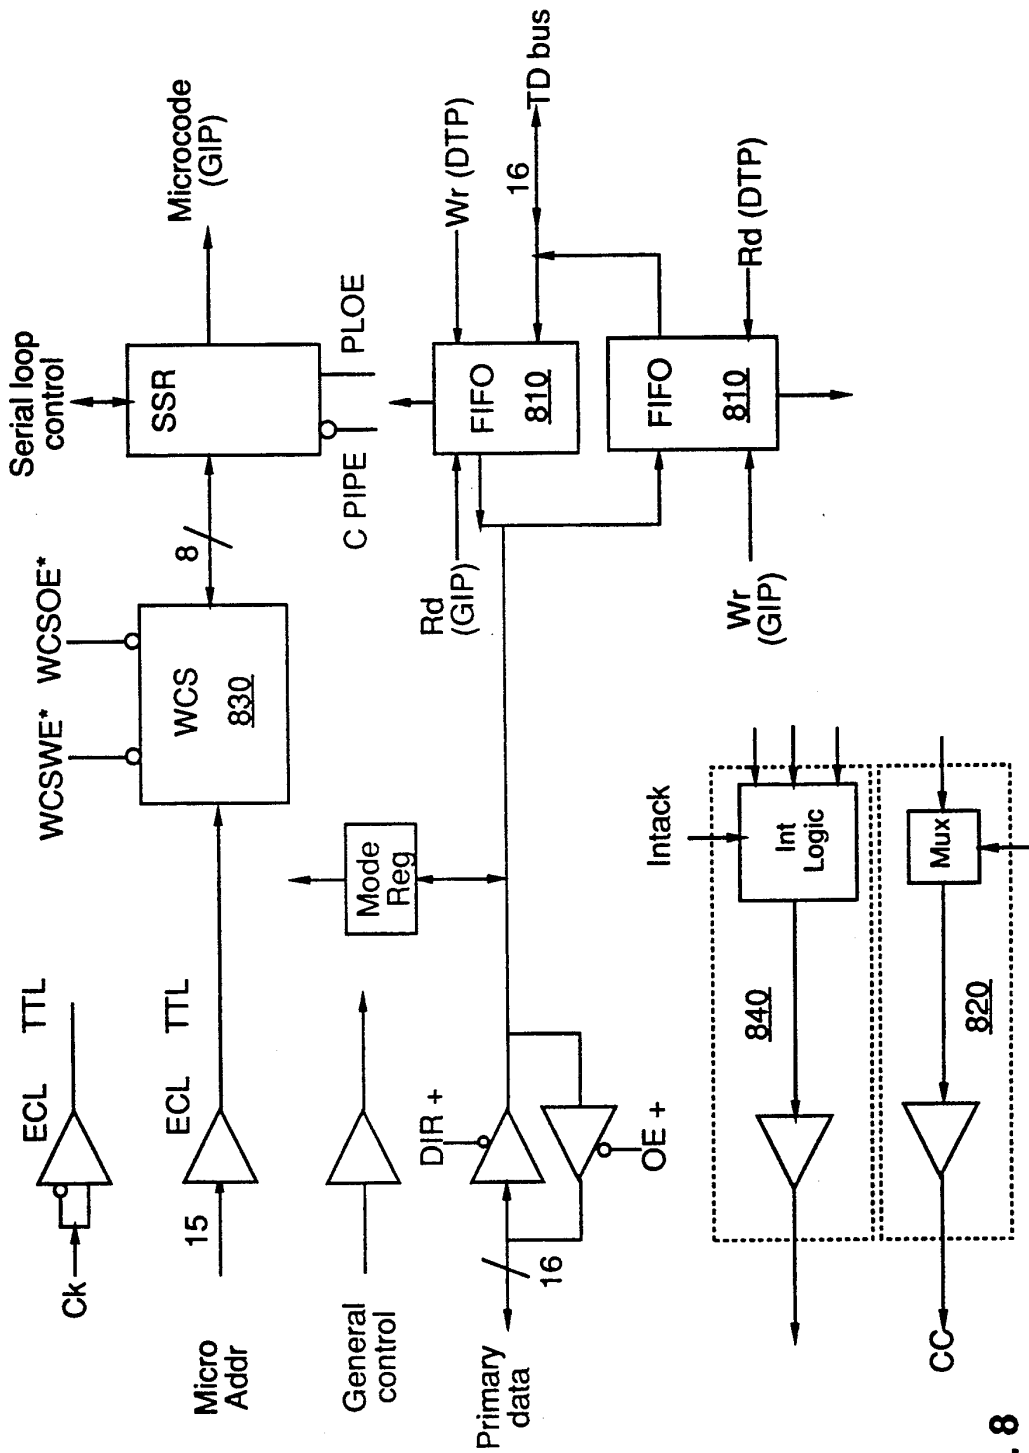 Ck
ECL TTL
Micro
Addr
15
ECL TTL
WCSWE*
WCSOE*
WCS
830
8
Serial loop
control
SSR
Microcode
(GIP)
C PIPE
PLOE
General
control
Mode
Reg
Primary
data
16
DIR +
OE +
Rd
(GIP)
FIFO
810
Wr (DTP)
16
TD bus
Wr
(GIP)
FIFO
810
Rd (DTP)
Intack
Int
Logic
840
Mux
820
CC
8